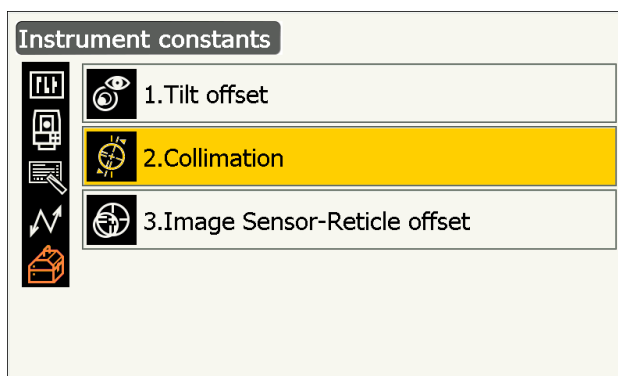 Instrument constants
1.Tilt offset
2.Collimation
3.Image Sensor-Reticle offset